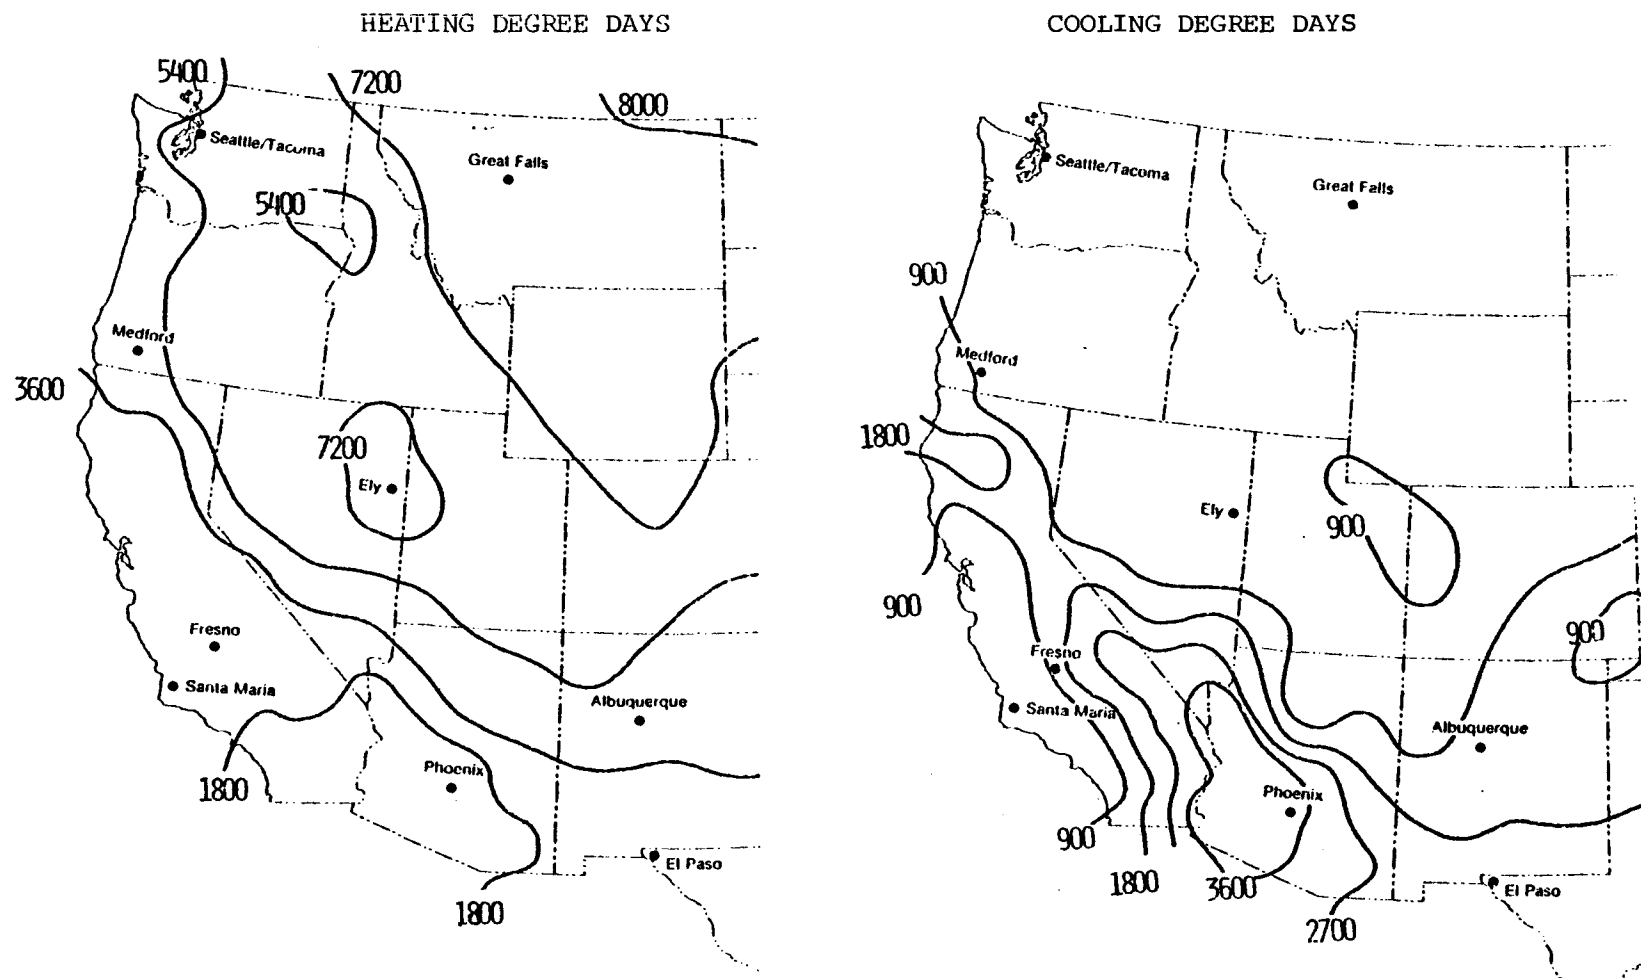 HEATING DEGREE DAYS
5400
7200
8000
Seattle/Tacoma
Great Falls
5400
Medford
3600
7200
Ely
Fresno
Santa Maria
Albuquerque
Phoenix
1800
El Paso
1800
COOLING DEGREE DAYS
Seattle/Tacoma
Great Falls
900
Medford
1800
Ely
900
900
900
Fresno
Santa Maria
Albuquerque
Phoenix
900
1800
3600
El Paso
2700